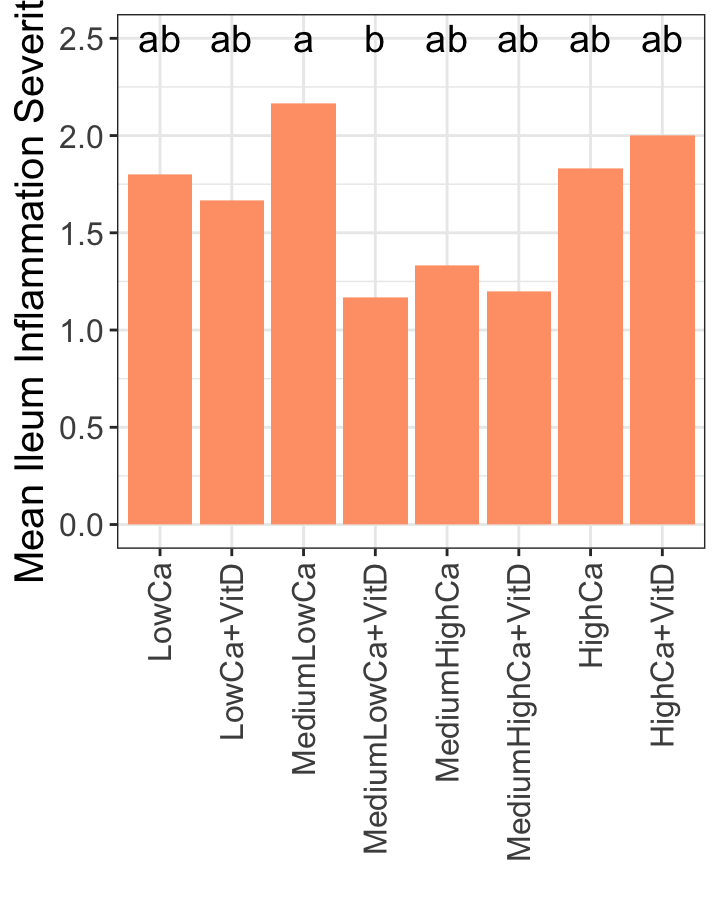 Mean Ileum Inflammation Severit
2.5
2.0
1.5
1.0
0.5
0.0
ab ab a b ab ab ab ab
LowCa
LowCa+VitD
MediumLowCa
MediumLowCa+VitD
MediumHighCa
MediumHighCa+VitD
HighCa
HighCa+VitD